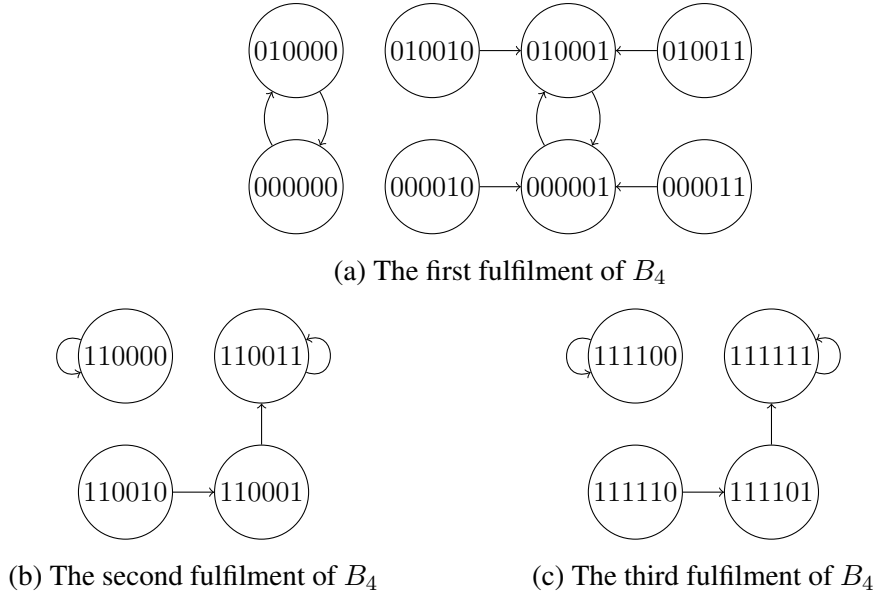 010000 010010 010001 010011
000000 000010 000001 000011
(a) The first fulfilment of B₄
110000 110011 111100 111111
110010 110001 111110 111101
(b) The second fulfilment of B₄ (c) The third fulfilment of B₄